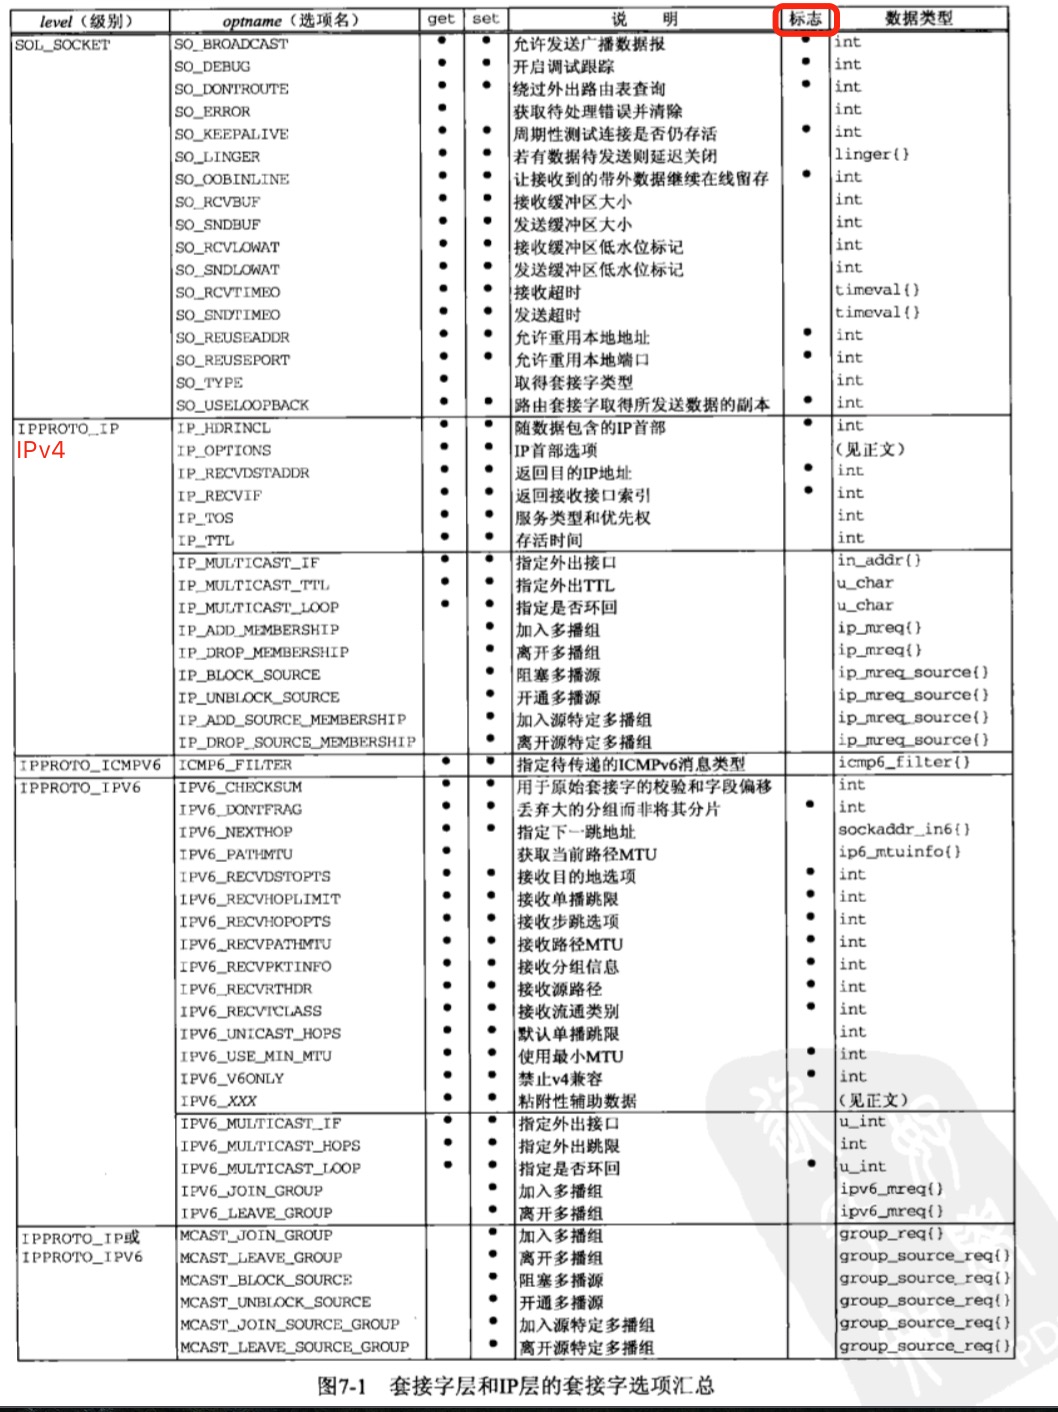 level（级别） optname（选项名） get set 说 明 标志 数据类型
SOL_SOCKET SO_BROADCAST • • 允许发送广播数据报 • int
SO_DEBUG • • 开启调试跟踪 • int
SO_DONTROUTE • • 绕过外出路由表查询 • int
SO_ERROR • 获取待处理错误并清除 int
SO_KEEPALIVE • • 周期性测试连接是否仍存活 • int
SO_LINGER • • 若有数据待发送则延迟关闭 linger{}
SO_OOBINLINE • • 让接收到的带外数据继续在线留存 • int
SO_RCVBUF • • 接收缓冲区大小 int
SO_SNDBUF • • 发送缓冲区大小 int
SO_RCVLOWAT • • 接收缓冲区低水位标记 int
SO_SNDLOWAT • • 发送缓冲区低水位标记 int
SO_RCVTIMEO • • 接收超时 timeval{}
SO_SNDTIMEO • • 发送超时 timeval{}
SO_REUSEADDR • • 允许重用本地地址 • int
SO_REUSEPORT • • 允许重用本地端口 • int
SO_TYPE • 取得套接字类型 int
SO_USELOOPBACK • • 路由套接字取得所发送数据的副本 • int
IPPROTO_IP IP_HDRINCL • • 随数据包含的IP首部 • int
IPv4 IP_OPTIONS • • IP首部选项 （见正文）
IP_RECVDSTADDR • • 返回目的IP地址 • int
IP_RECVIF • • 返回接收接口索引 • int
IP_TOS • • 服务类型和优先权 int
IP_TTL • • 存活时间 int
IP_MULTICAST_IF • • 指定外出接口 in_addr{}
IP_MULTICAST_TTL • • 指定外出TTL u_char
IP_MULTICAST_LOOP • • 指定是否环回 u_char
IP_ADD_MEMBERSHIP • 加入多播组 ip_mreq{}
IP_DROP_MEMBERSHIP • 离开多播组 ip_mreq{}
IP_BLOCK_SOURCE • 阻塞多播源 ip_mreq_source{}
IP_UNBLOCK_SOURCE • 开通多播源 ip_mreq_source{}
IP_ADD_SOURCE_MEMBERSHIP • 加入源特定多播组 ip_mreq_source{}
IP_DROP_SOURCE_MEMBERSHIP • 离开源特定多播组 ip_mreq_source{}
IPPROTO_ICMPV6 ICMP6_FILTER • • 指定待传递的ICMPv6消息类型 icmp6_filter{}
IPPROTO_IPV6 IPV6_CHECKSUM • • 用于原始套接字的校验和字段偏移 int
IPV6_DONTFRAG • • 丢弃大的分组而非将其分片 • int
IPV6_NEXTHOP • • 指定下一跳地址 sockaddr_in6{}
IPV6_PATHMTU • 获取当前路径MTU ip6_mtuinfo{}
IPV6_RECVDSTOPTS • • 接收目的地选项 • int
IPV6_RECVHOPLIMIT • • 接收单播跳限 • int
IPV6_RECVHOPOPTS • • 接收步跳选项 • int
IPV6_RECVPATHMTU • • 接收路径MTU • int
IPV6_RECVPKTINFO • • 接收分组信息 • int
IPV6_RECVRTHDR • • 接收源路径 • int
IPV6_RECVTCLASS • • 接收流通类别 • int
IPV6_UNICAST_HOPS • • 默认单播跳限 int
IPV6_USE_MIN_MTU • • 使用最小MTU • int
IPV6_V6ONLY • • 禁止v4兼容 • int
IPV6_XXX • • 粘附性辅助数据 （见正文）
IPV6_MULTICAST_IF • • 指定外出接口 u_int
IPV6_MULTICAST_HOPS • • 指定外出跳限 int
IPV6_MULTICAST_LOOP • • 指定是否环回 • u_int
IPV6_JOIN_GROUP • 加入多播组 ipv6_mreq{}
IPV6_LEAVE_GROUP • 离开多播组 ipv6_mreq{}
IPPROTO_IP或 MCAST_JOIN_GROUP • 加入多播组 group_req{}
IPPROTO_IPV6 MCAST_LEAVE_GROUP • 离开多播组 group_source_req{}
MCAST_BLOCK_SOURCE • 阻塞多播源 group_source_req{}
MCAST_UNBLOCK_SOURCE • 开通多播源 group_source_req{}
MCAST_JOIN_SOURCE_GROUP • 加入源特定多播组 group_source_req{}
MCAST_LEAVE_SOURCE_GROUP • 离开源特定多播组 group_source_req{}
图7-1 套接字层和IP层的套接字选项汇总